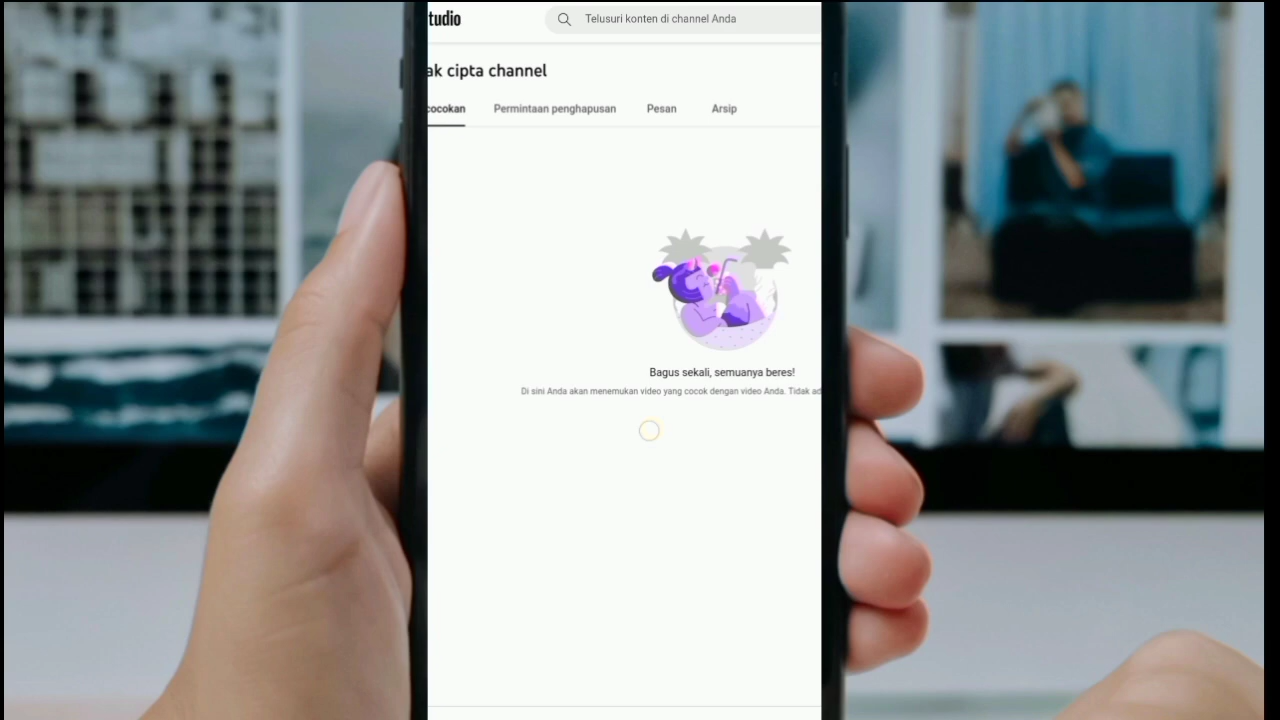 tudio
Telusuri konten di channel Anda
ak cipta channel
cocokan Permintaan penghapusan Pesan Arsip
Bagus sekali, semuanya beres!
Di sini Anda akan menemukan video yang cocok dengan video Anda. Tidak ad